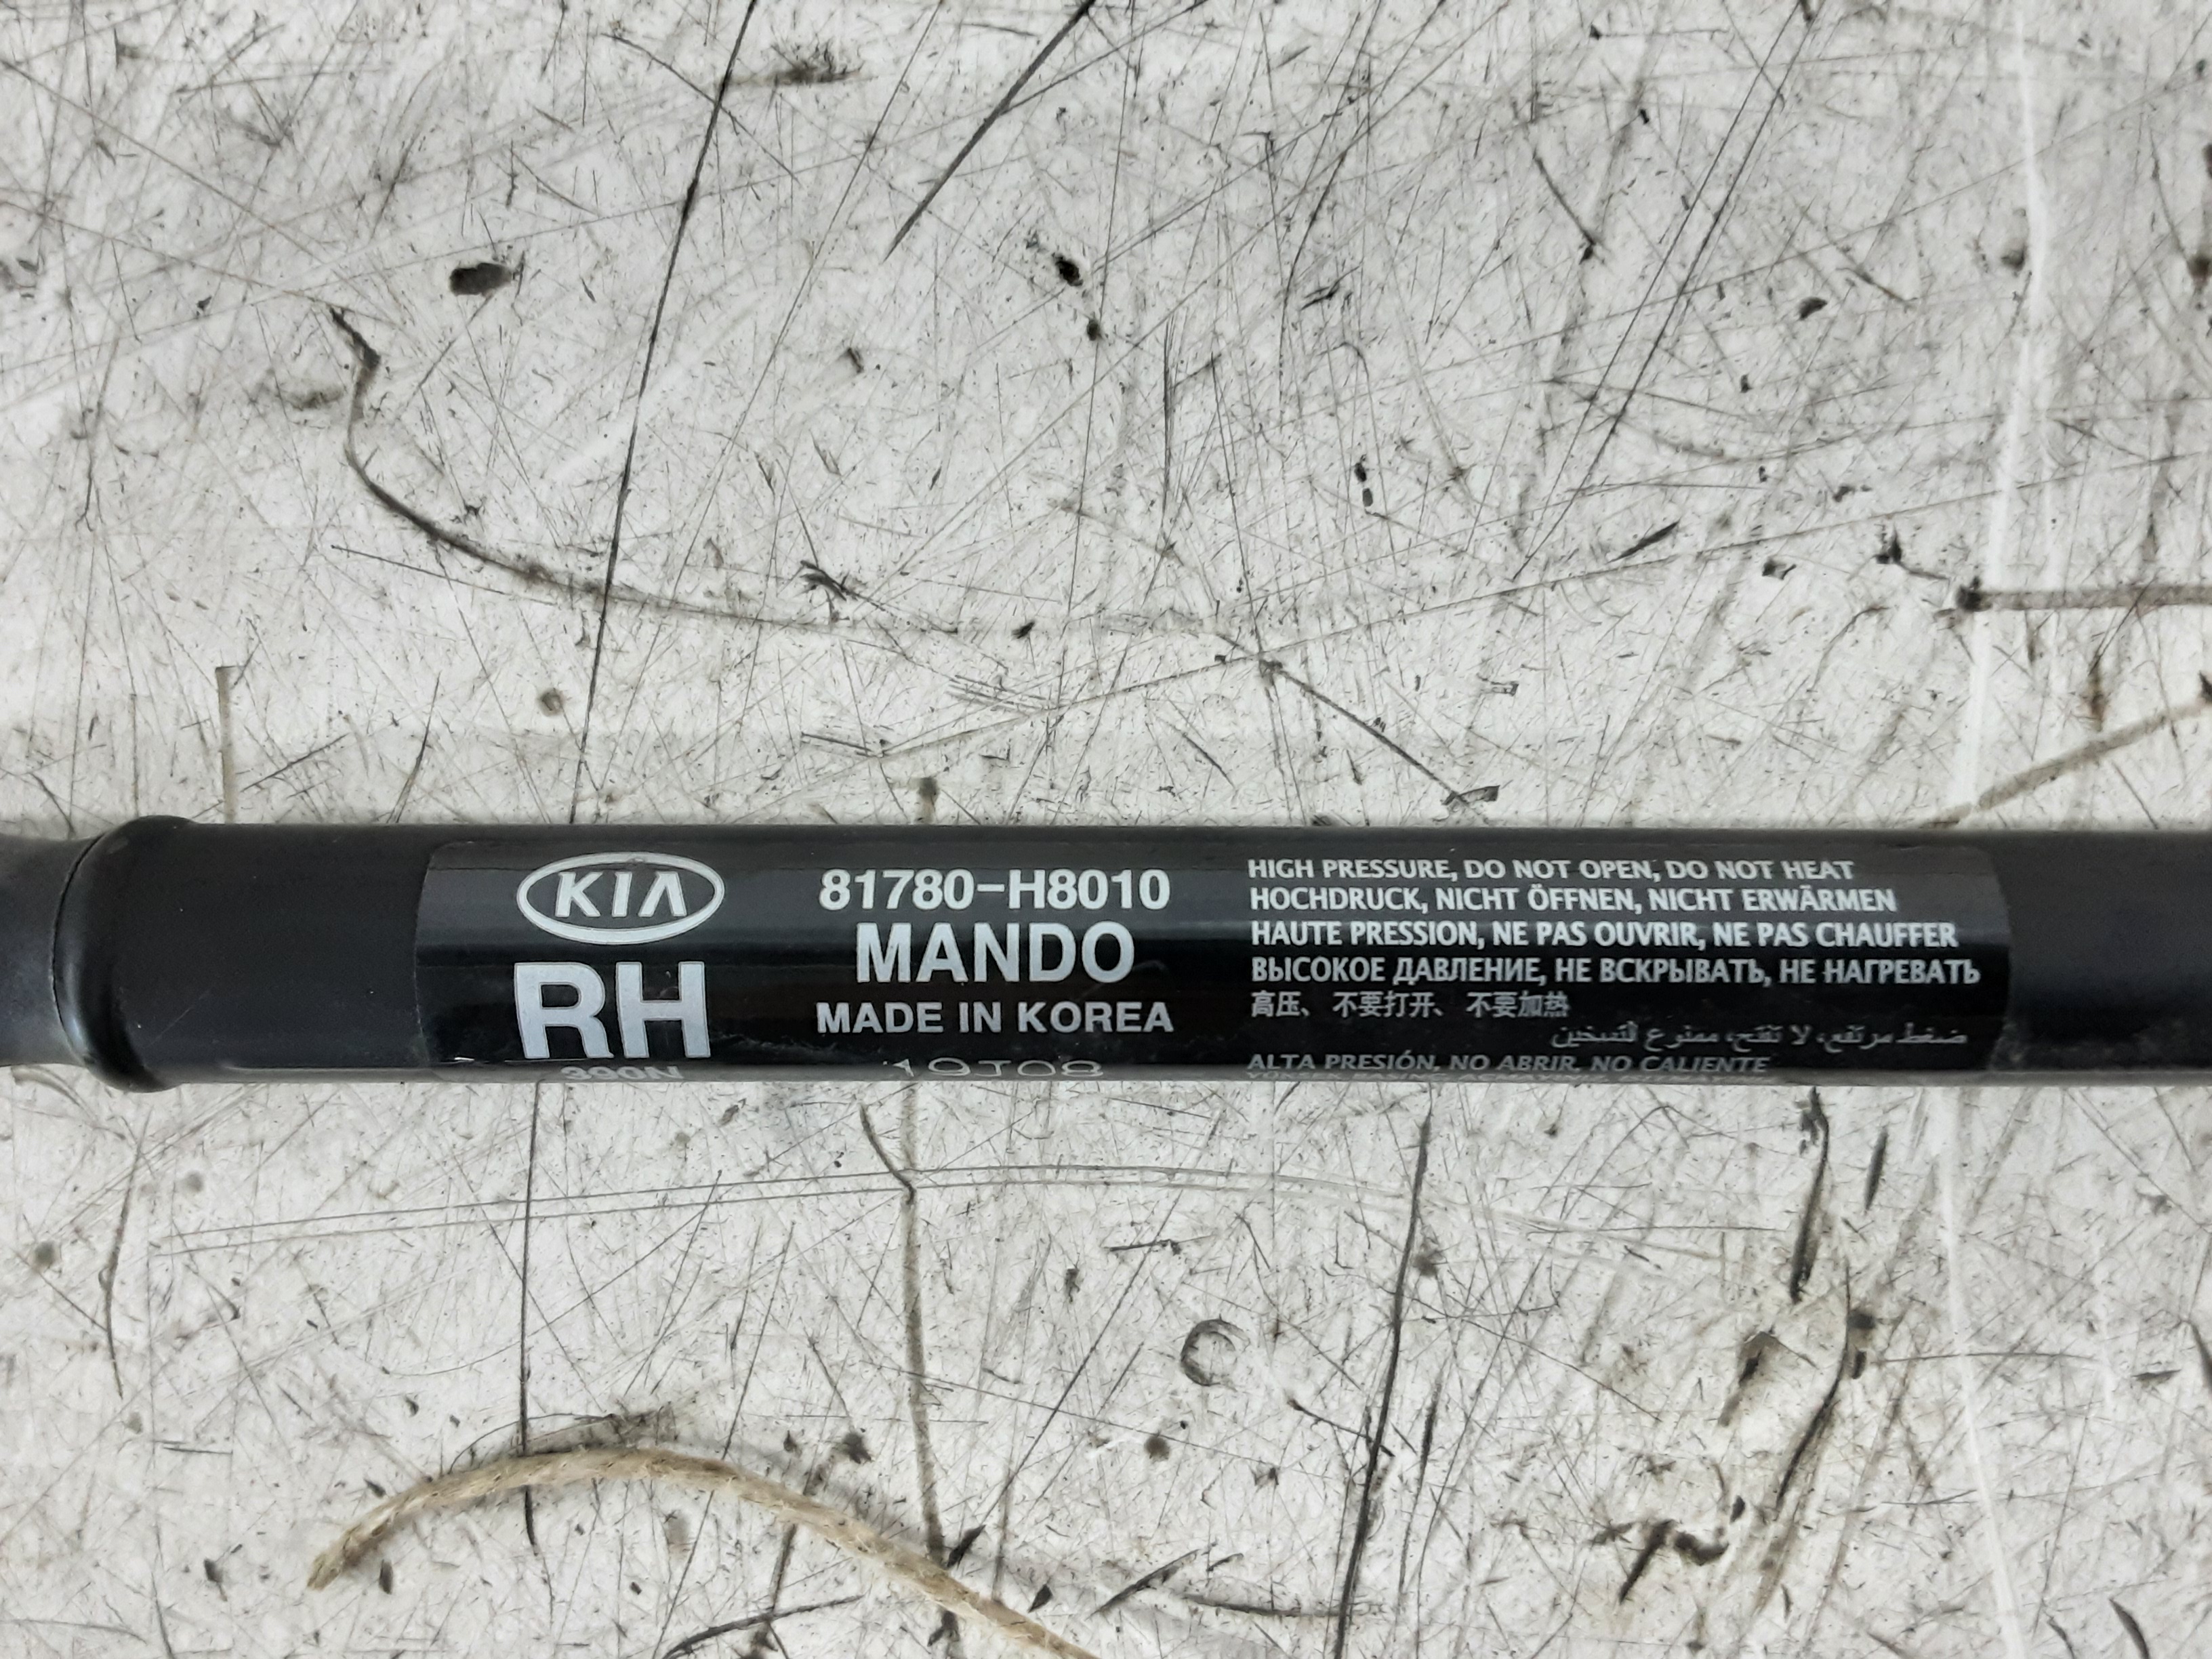 KIA
RH
81780-H8010
MANDO
MADE IN KOREA
19T08
HIGH PRESSURE, DO NOT OPEN, DO NOT HEAT
HOCHDRUCK, NICHT ÖFFNEN, NICHT ERWÄRMEN
HAUTE PRESSION, NE PAS OUVRIR, NE PAS CHAUFFER
ВЫСОКОЕ ДАВЛЕНИЕ, НЕ ВСКРЫВАТЬ, НЕ НАГРЕВАТЬ
高压、不要打开、不要加热
ضغط مرتفع، لا تفتح، ممنوع التسخين
ALTA PRESIÓN, NO ABRIR, NO CALIENTE